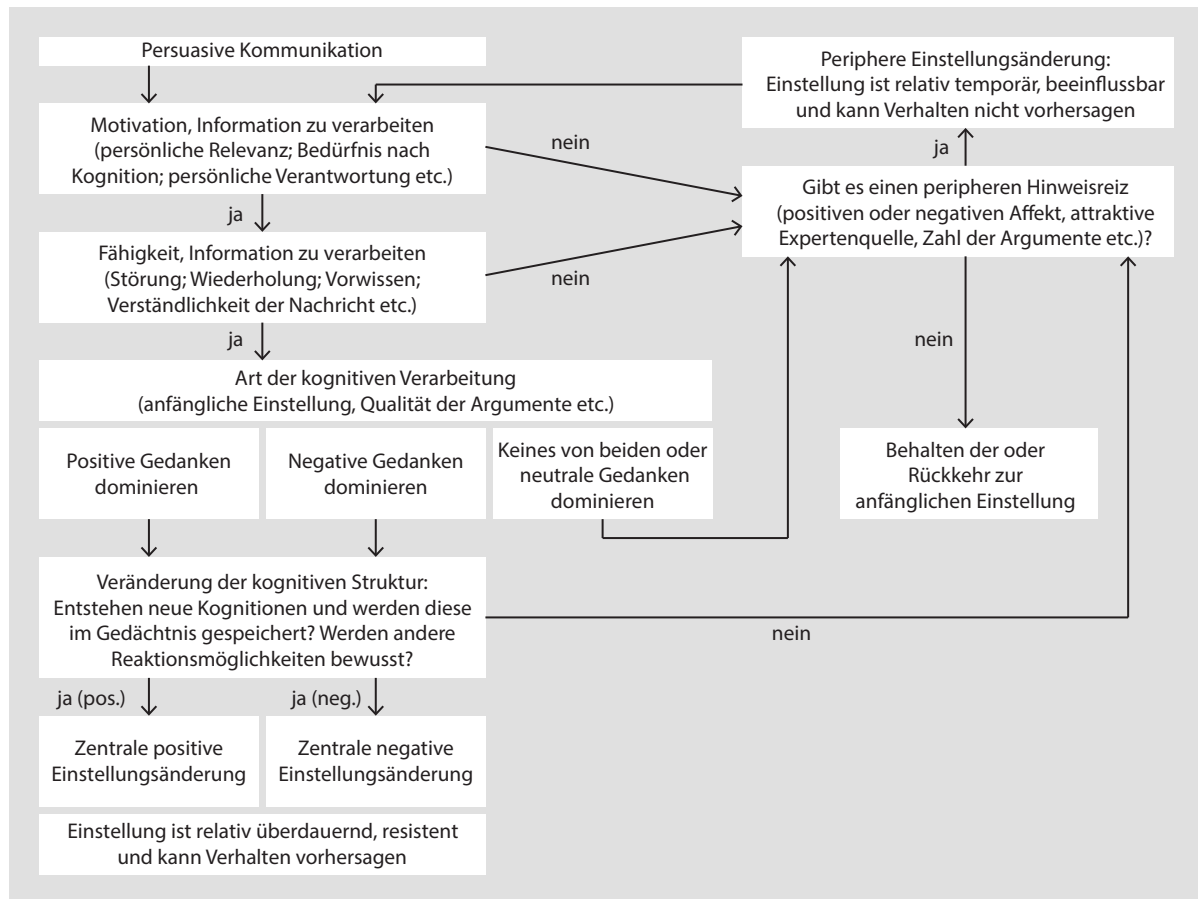 Persuasive Kommunikation
Motivation, Information zu verarbeiten
(persönliche Relevanz; Bedürfnis nach
Kognition; persönliche Verantwortung etc.)
ja
nein
Fähigkeit, Information zu verarbeiten
(Störung; Wiederholung; Vorwissen;
Verständlichkeit der Nachricht etc.)
ja
nein
Art der kognitiven Verarbeitung
(anfängliche Einstellung, Qualität der Argumente etc.)
Positive Gedanken
dominieren
Negative Gedanken
dominieren
Keines von beiden oder
neutrale Gedanken
dominieren
Veränderung der kognitiven Struktur:
Entstehen neue Kognitionen und werden diese
im Gedächtnis gespeichert? Werden andere
Reaktionsmöglichkeiten bewusst?
nein
ja (pos.)
ja (neg.)
Zentrale positive
Einstellungsänderung
Zentrale negative
Einstellungsänderung
Einstellung ist relativ überdauernd, resistent
und kann Verhalten vorhersagen
Periphere Einstellungsänderung:
Einstellung ist relativ temporär, beeinflussbar
und kann Verhalten nicht vorhersagen
ja
Gibt es einen peripheren Hinweisreiz
(positiven oder negativen Affekt, attraktive
Expertenquelle, Zahl der Argumente etc.)?
nein
Behalten der oder
Rückkehr zur
anfänglichen Einstellung